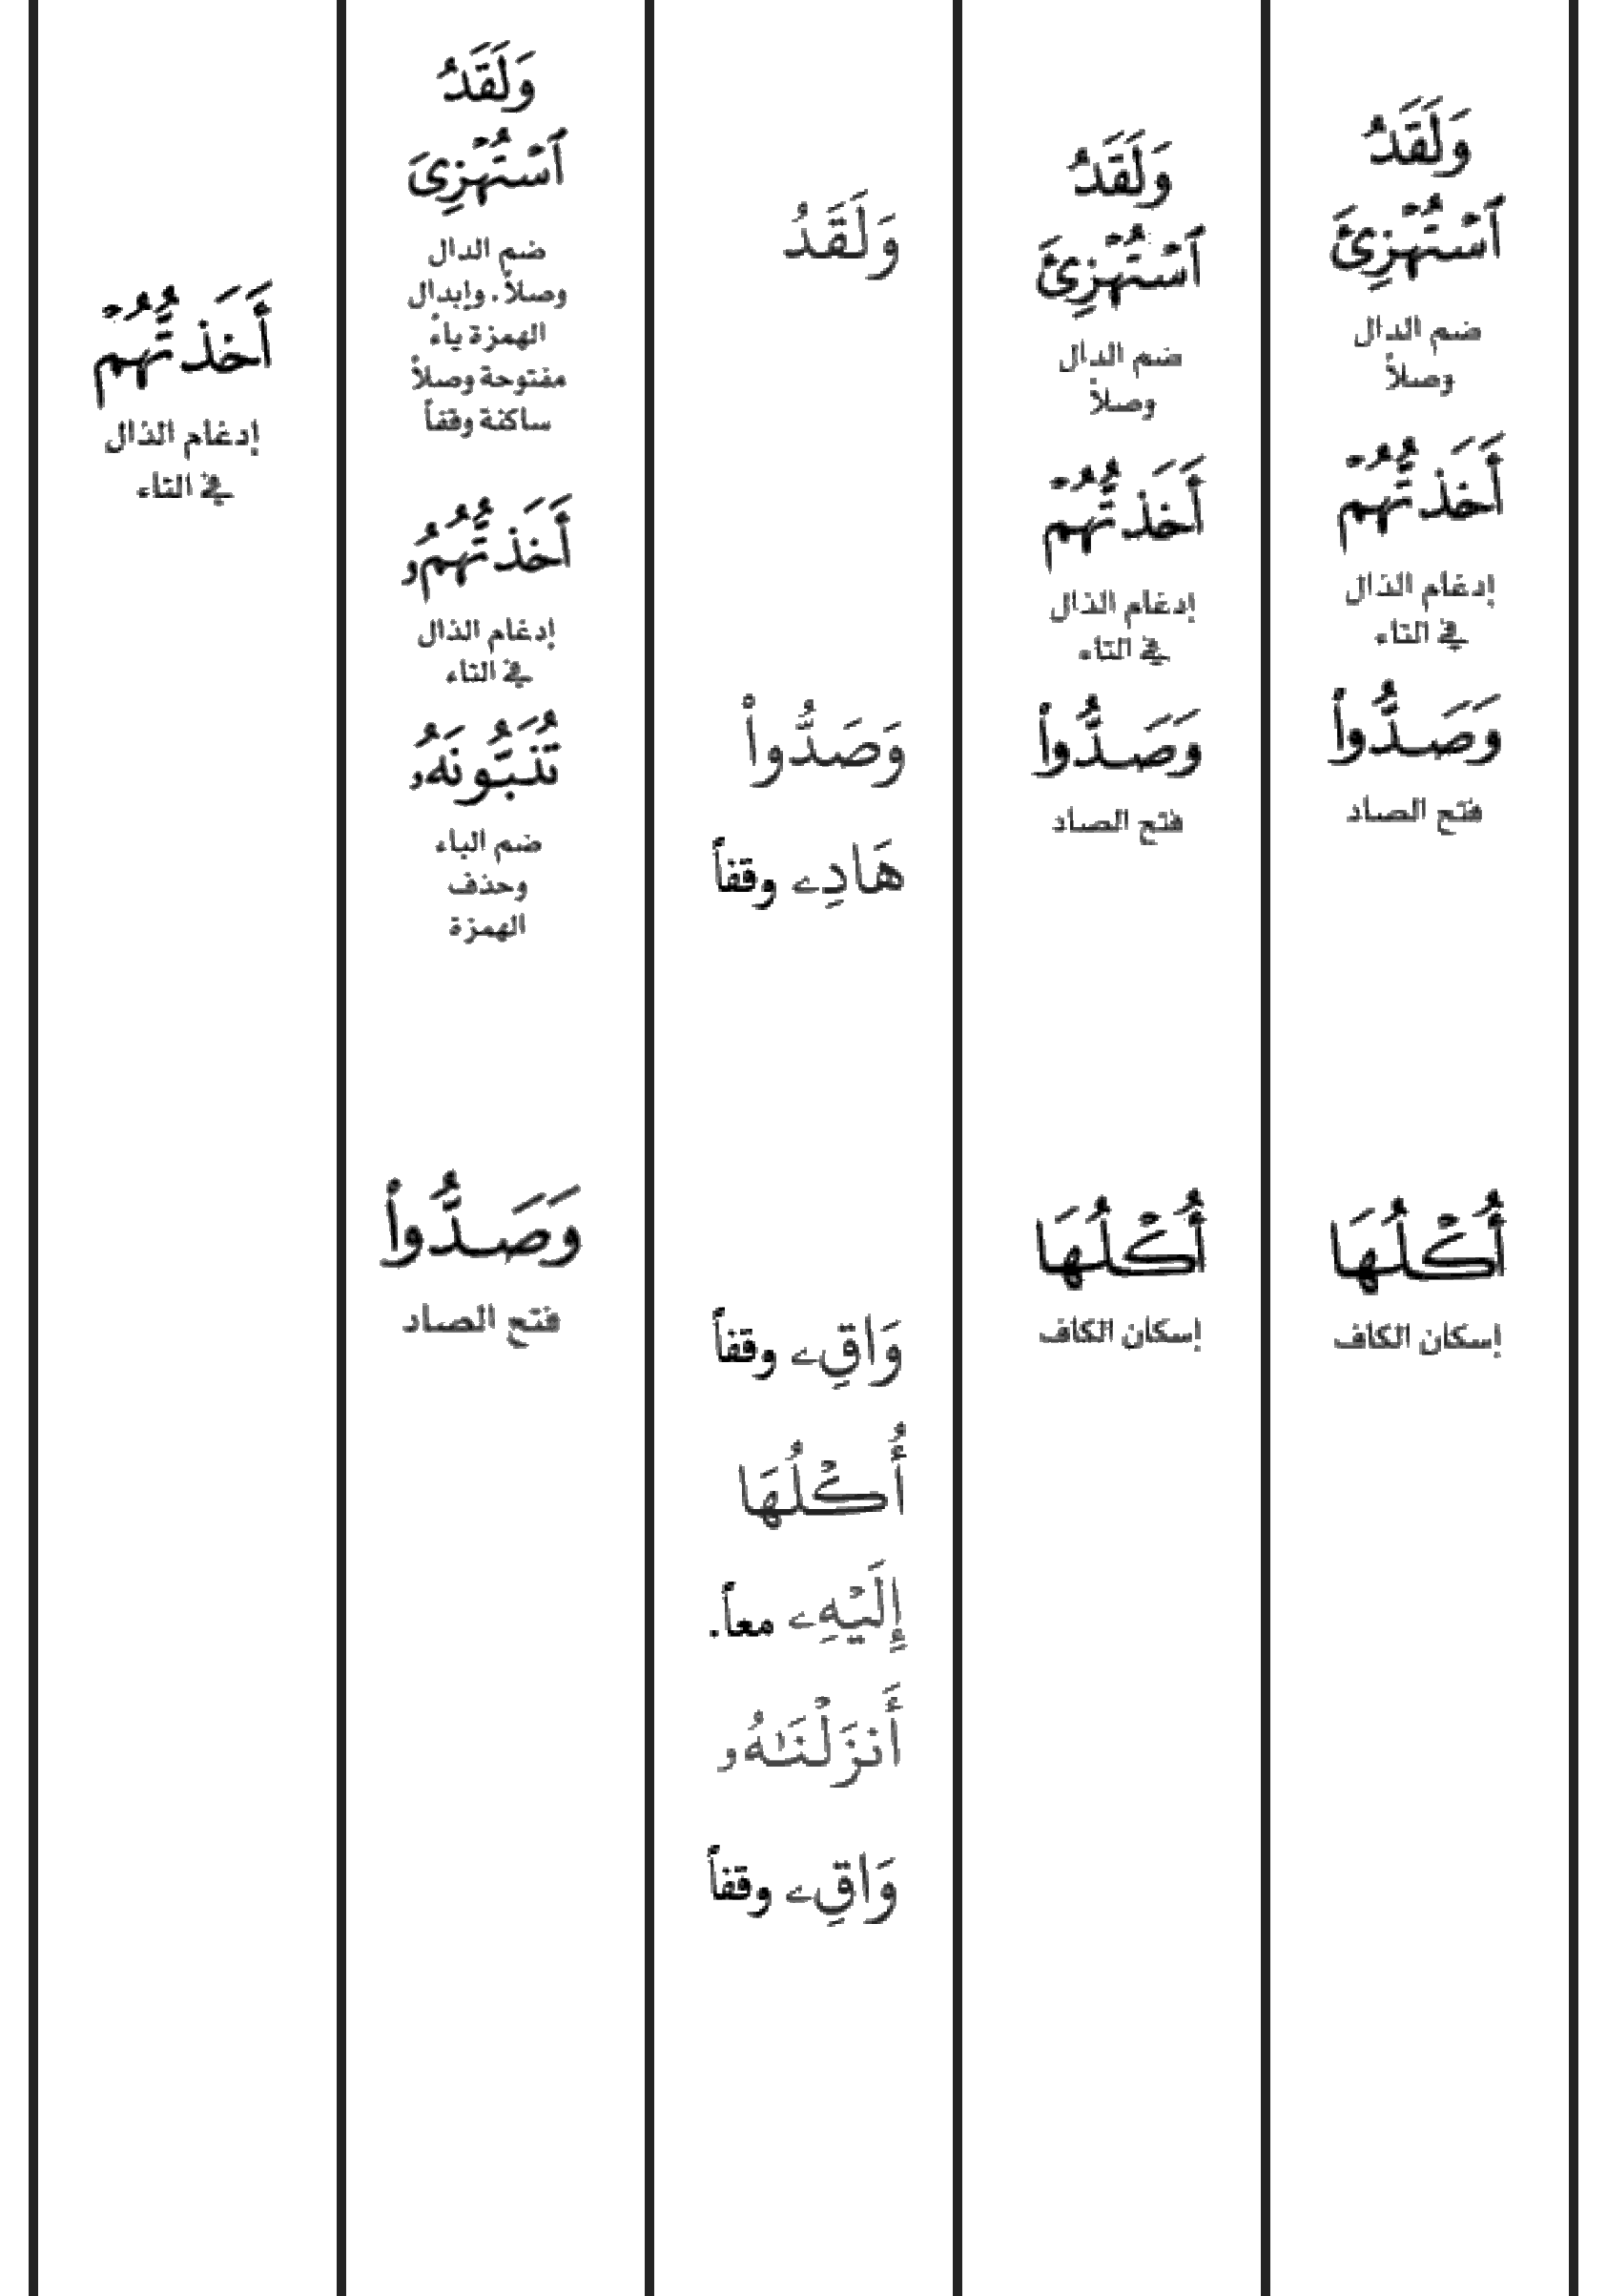 وَلَقَدُ
ٱسۡتُهۡزِئَ
ضم الدال
وصلاً
أَخَذتُّهُمۡ
إدغام الذال
في التاء
وَصَدُّواْ
فتح الصاد
أُكۡلُهَا
إسكان الكاف
وَلَقَدُ
ٱسۡتُهۡزِئَ
ضم الدال
وصلاً
أَخَذتُّهُمۡ
إدغام الذال
في التاء
وَصَدُّواْ
فتح الصاد
أُكۡلُهَا
إسكان الكاف
وَلَقَدُ
وَصَدُّواْ
هَادِے وقفاً
وَاقِے وقفاً
أُكۡلُهَا
إِلَيۡهِۦ معاً.
أَنزَلۡنَٰهُۥ
وَاقِے وقفاً
وَلَقَدُ
ٱسۡتُهۡزِيَ
ضم الدال
وصلاً. وإبدال
الهمزة ياءً
مفتوحة وصلاً
ساكنة وقفاً
أَخَذتُّهُمُۥ
إدغام الذال
في التاء
تُنَبُّونَهُۥ
ضم الباء
وحذف
الهمزة
وَصَدُّواْ
فتح الصاد
أَخَذتُّهُمۡ
إدغام الذال
في التاء